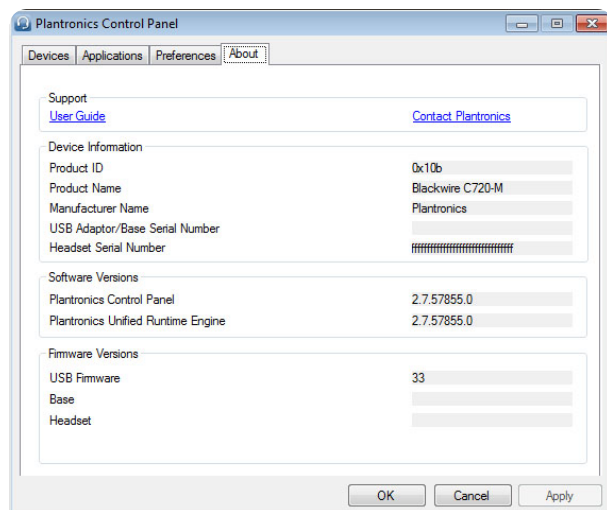 Plantronics Control Panel
Devices Applications Preferences About
Support
User Guide Contact Plantronics
Device Information
Product ID 0x10b
Product Name Blackwire C720-M
Manufacturer Name Plantronics
USB Adaptor/Base Serial Number
Headset Serial Number
Software Versions
Plantronics Control Panel 2.7.57855.0
Plantronics Unified Runtime Engine 2.7.57855.0
Firmware Versions
USB Firmware 33
Base
Headset
OK Cancel Apply